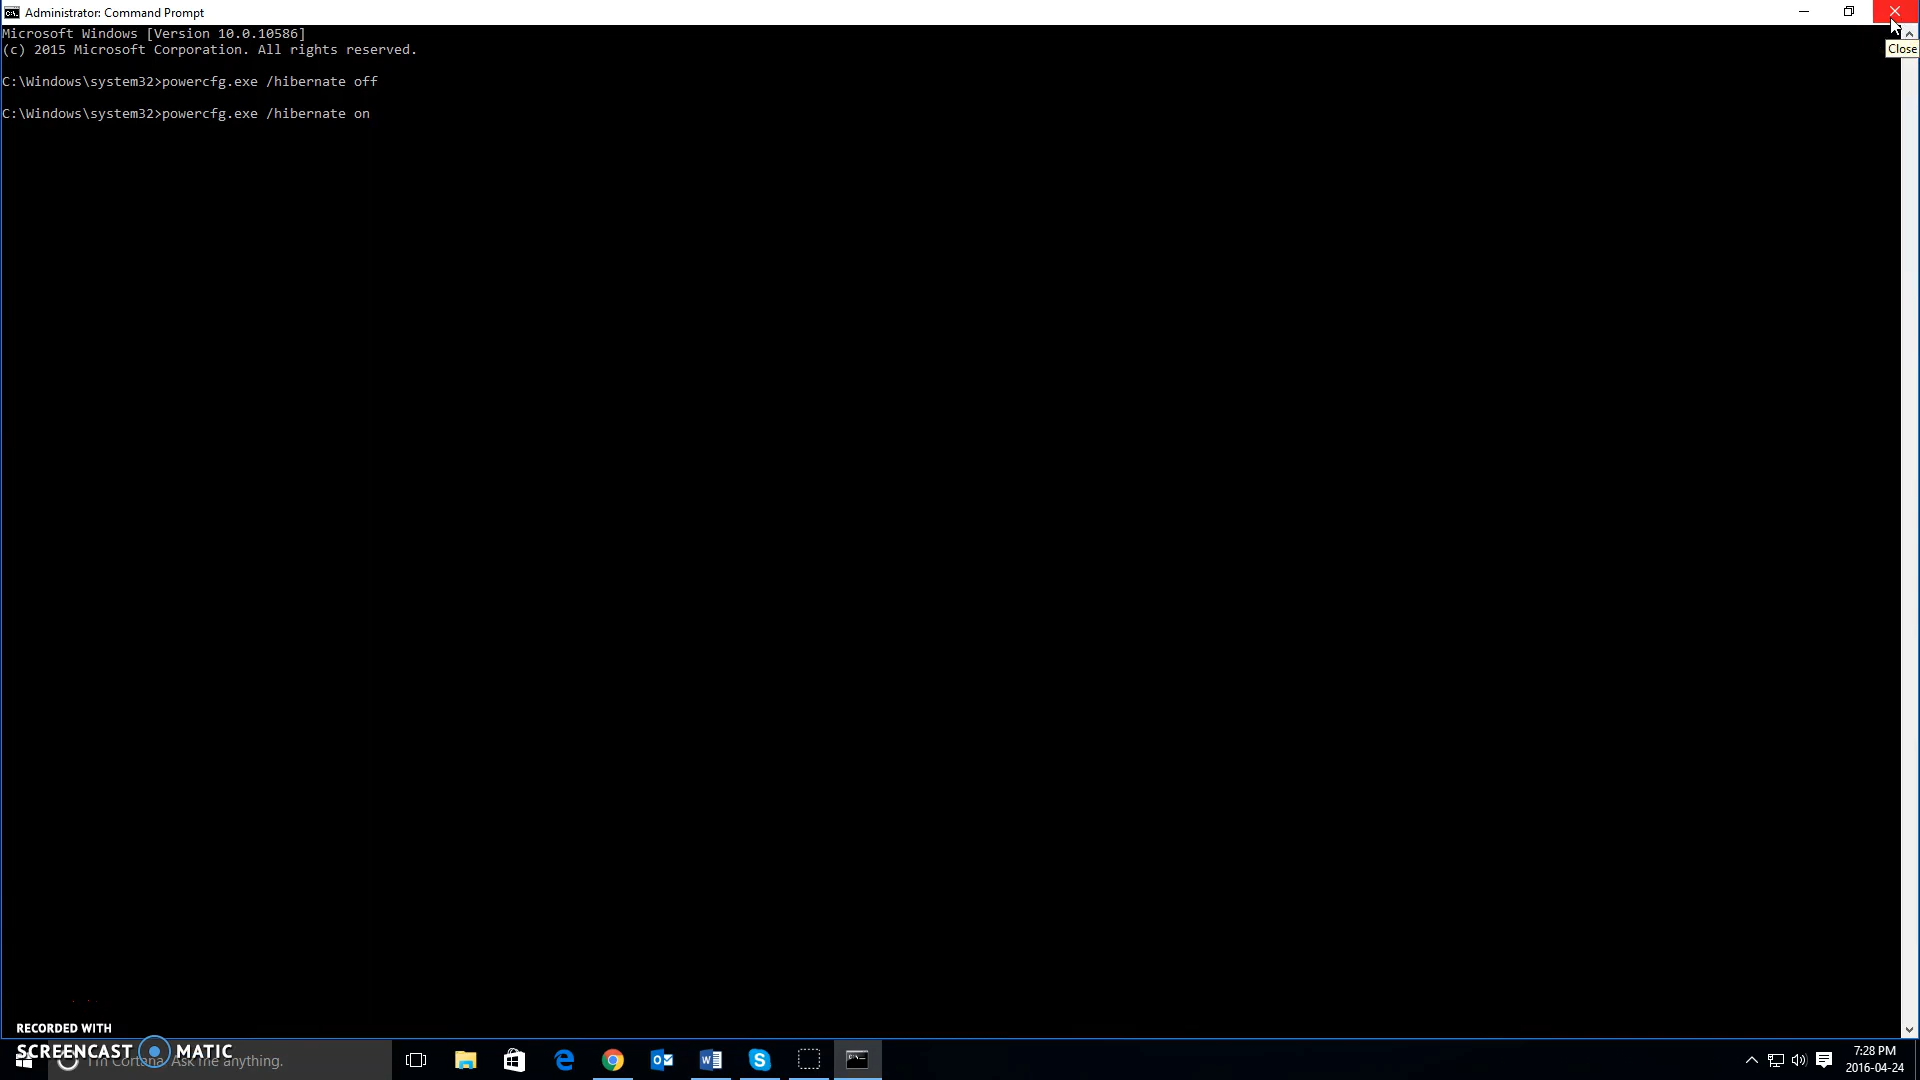 Administrator: Command Prompt
Microsoft Windows [Version 10.0.10586]
(c) 2015 Microsoft Corporation. All rights reserved.
C:\Windows\system32>powercfg.exe /hibernate off
C:\Windows\system32>powercfg.exe /hibernate on
Close
RECORDED WITH
SCREENCAST MATIC
I'm Cortana. Ask me anything.
7:28 PM
2016-04-24